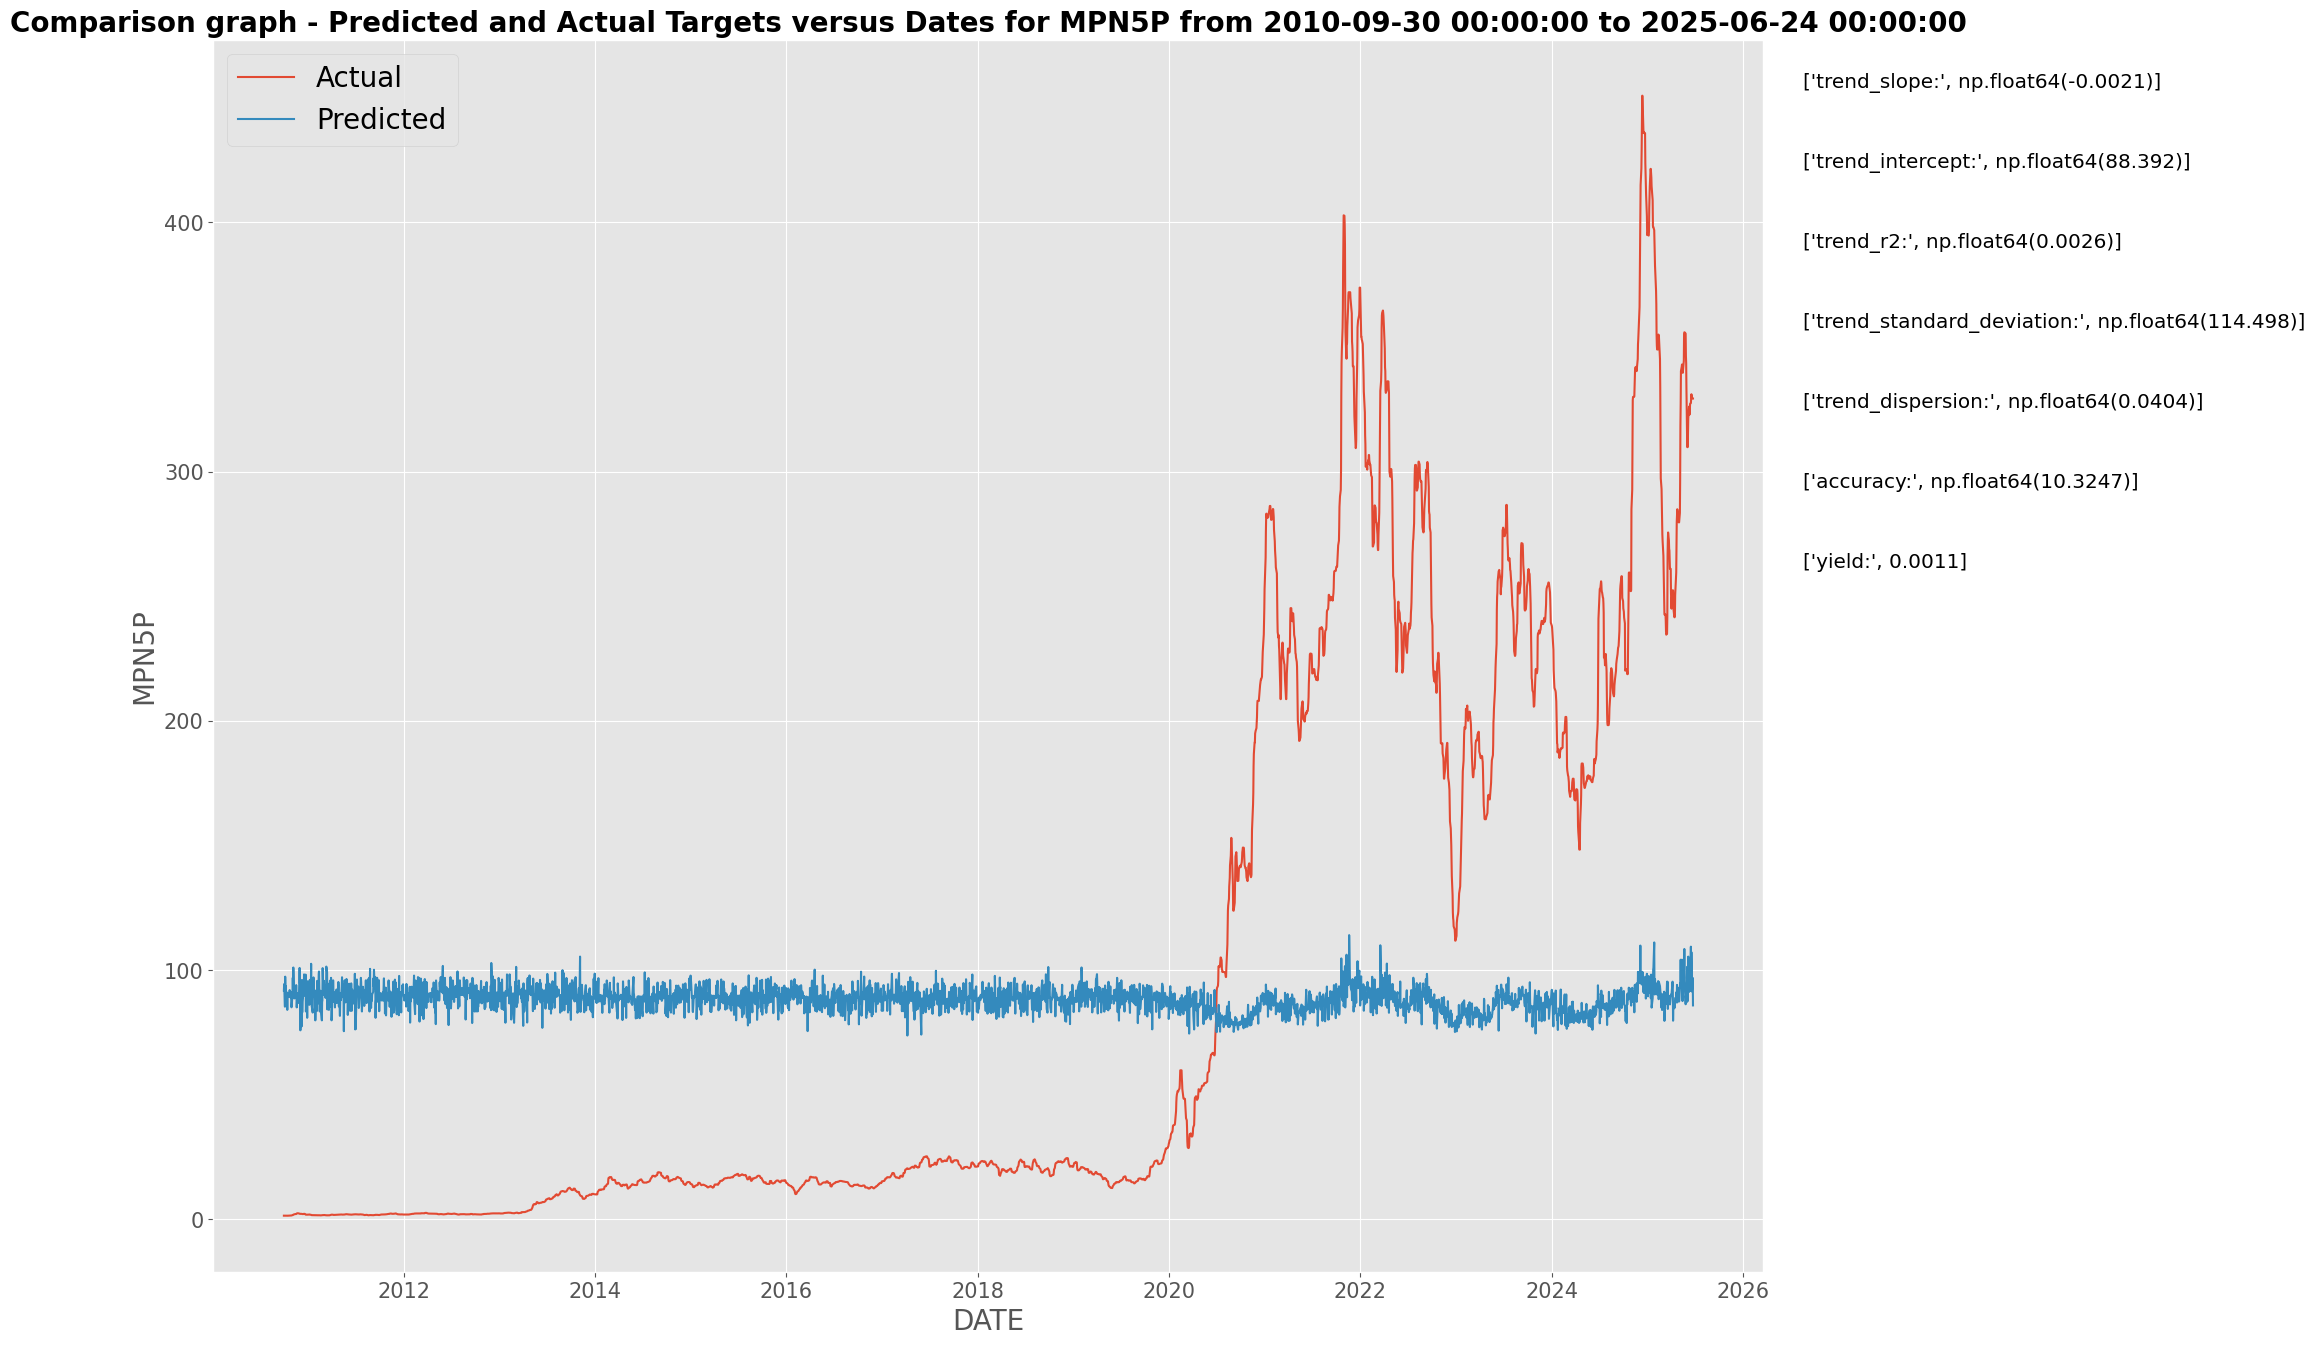 Comparison graph - Predicted and Actual Targets versus Dates for MPN5P from 2010-09-30 00:00:00 to 2025-06-24 00:00:00
Actual
Predicted
['trend_slope:', np.float64(-0.0021)]
['trend_intercept:', np.float64(88.392)]
['trend_r2:', np.float64(0.0026)]
['trend_standard_deviation:', np.float64(114.498)]
['trend_dispersion:', np.float64(0.0404)]
['accuracy:', np.float64(10.3247)]
['yield:', 0.0011]
MPN5P
400
300
200
100
0
2012 2014 2016 2018 2020 2022 2024 2026
DATE